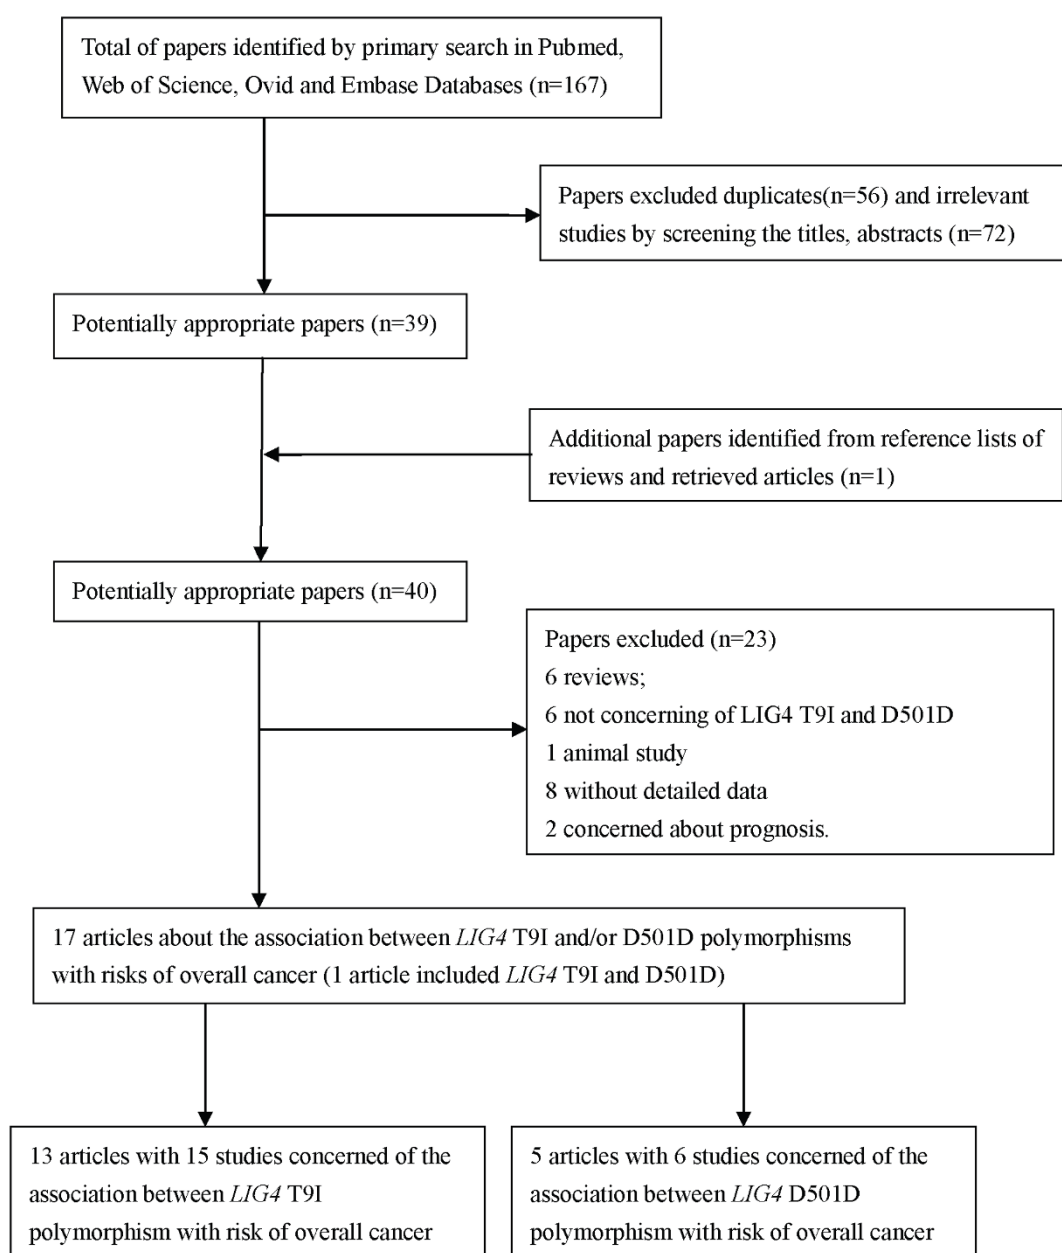 Total of papers identified by primary search in Pubmed,
Web of Science, Ovid and Embase Databases (n=167)
Papers excluded duplicates(n=56) and irrelevant
studies by screening the titles, abstracts (n=72)
Potentially appropriate papers (n=39)
Additional papers identified from reference lists of
reviews and retrieved articles (n=1)
Potentially appropriate papers (n=40)
Papers excluded (n=23)
6 reviews;
6 not concerning of LIG4 T9I and D501D
1 animal study
8 without detailed data
2 concerned about prognosis.
17 articles about the association between LIG4 T9I and/or D501D polymorphisms
with risks of overall cancer (1 article included LIG4 T9I and D501D)
13 articles with 15 studies concerned of the
association between LIG4 T9I
polymorphism with risk of overall cancer
5 articles with 6 studies concerned of the
association between LIG4 D501D
polymorphism with risk of overall cancer